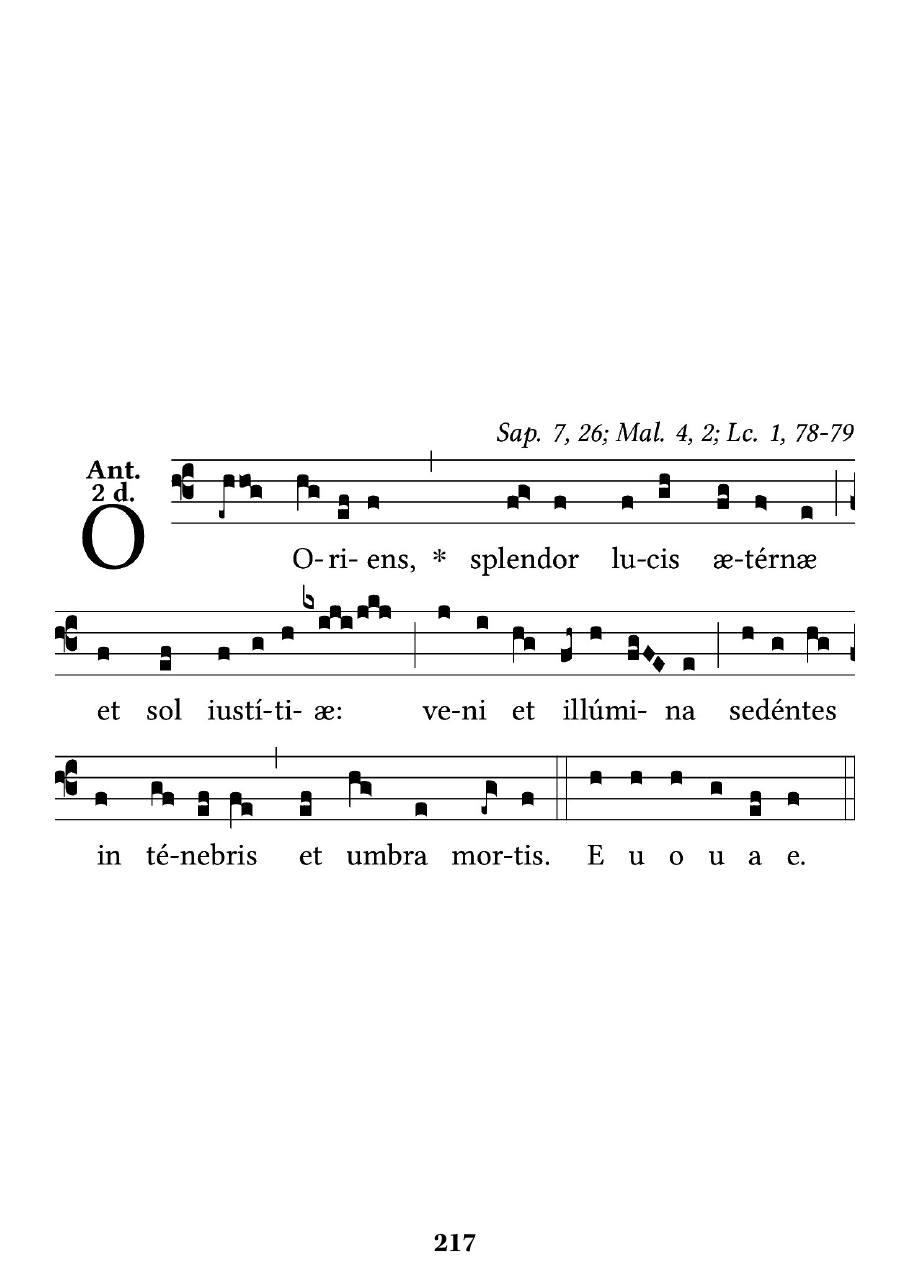 Sap. 7, 26; Mal. 4, 2; Lc. 1, 78-79
Ant.
2 d.
O O-ri- ens, * splendor lu-cis æ-térnæ
et sol iustí-ti- æ: ve-ni et illúmi- na sedéntes
in té-nebris et umbra mor-tis. E u o u a e.
217